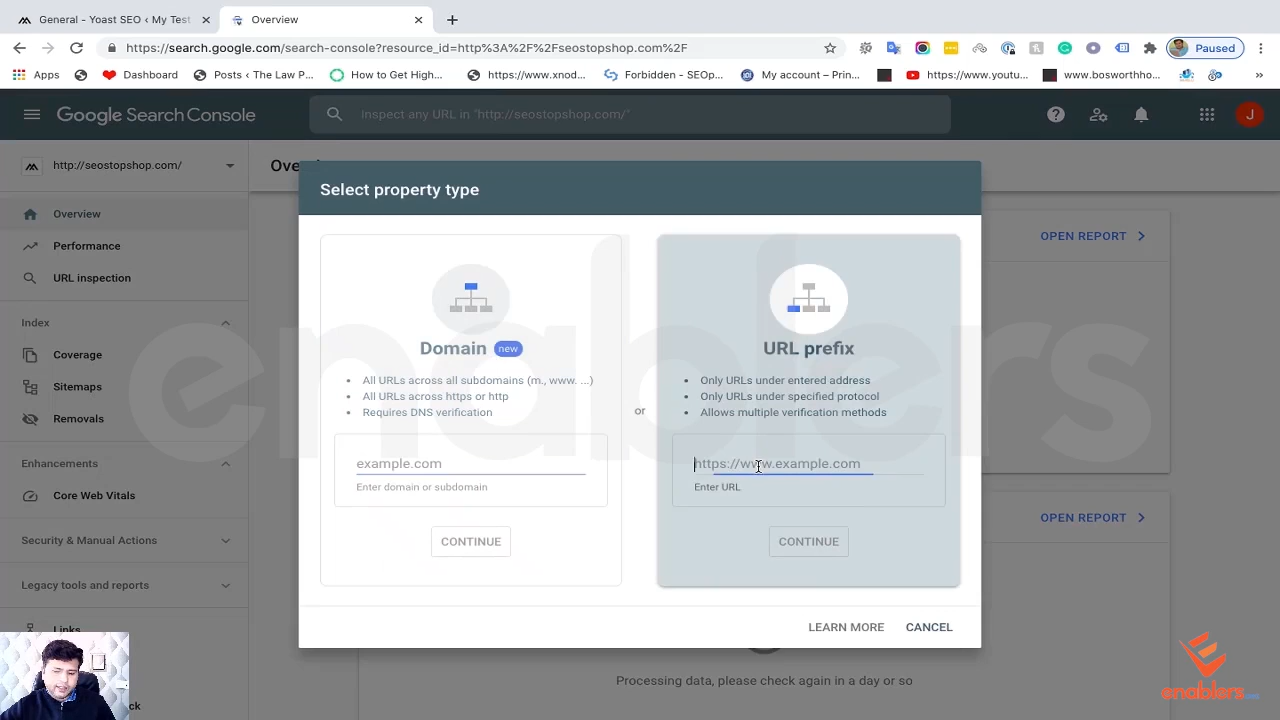 General - Yoast SEO ‹ My Test
Overview
https://search.google.com/search-console?resource_id=http%3A%2F%2Fseostopshop.com%2F
Paused
Apps
Dashboard
Posts ‹ The Law P...
How to Get High...
https://www.xnod...
Forbidden - SEOp...
My account – Prin...
https://www.youtu...
www.bosworthho...
Google Search Console
Inspect any URL in "http://seostopshop.com/"
J
http://seostopshop.com/
Overview
Performance
URL inspection
Index
Coverage
Sitemaps
Removals
Enhancements
Core Web Vitals
Security & Manual Actions
Legacy tools and reports
Links
OPEN REPORT
OPEN REPORT
Select property type
Domain new
All URLs across all subdomains (m., www. ...)
All URLs across https or http
Requires DNS verification
example.com
Enter domain or subdomain
CONTINUE
or
URL prefix
Only URLs under entered address
Only URLs under specified protocol
Allows multiple verification methods
https://www.example.com
Enter URL
CONTINUE
LEARN MORE
CANCEL
Processing data, please check again in a day or so
enablers
enablers